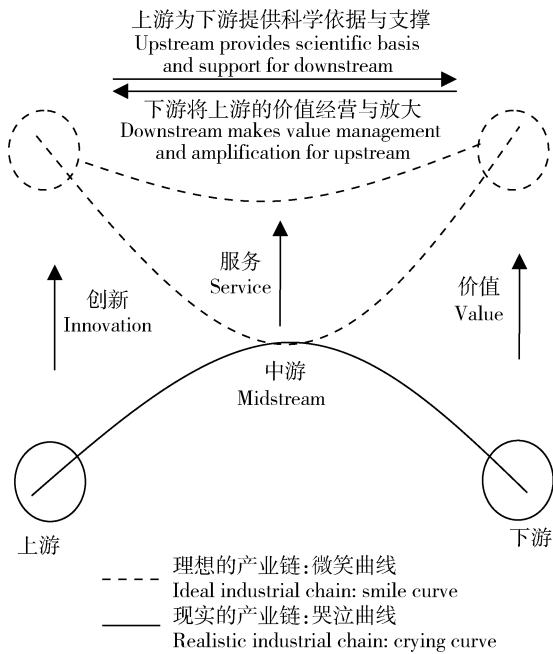 上游为下游提供科学依据与支撑
Upstream provides scientific basis
and support for downstream
下游将上游的价值经营与放大
Downstream makes value management
and amplification for upstream
服务
Service
创新
Innovation
价值
Value
中游
Midstream
上游
下游
理想的产业链:微笑曲线
Ideal industrial chain: smile curve
现实的产业链:哭泣曲线
Realistic industrial chain: crying curve